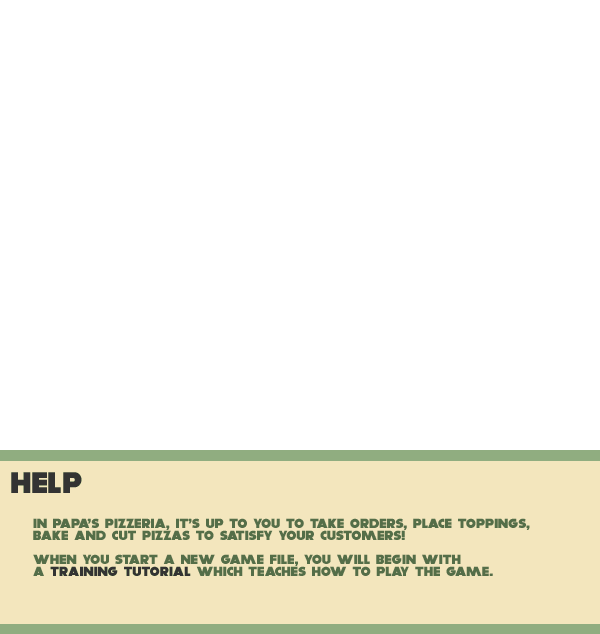 HELP
IN PAPA'S PIZZERIA, IT'S UP TO YOU TO TAKE ORDERS, PLACE TOPPINGS,
BAKE AND CUT PIZZAS TO SATISFY YOUR CUSTOMERS!
WHEN YOU START A NEW GAME FILE, YOU WILL BEGIN WITH
A TRAINING TUTORIAL WHICH TEACHES HOW TO PLAY THE GAME.